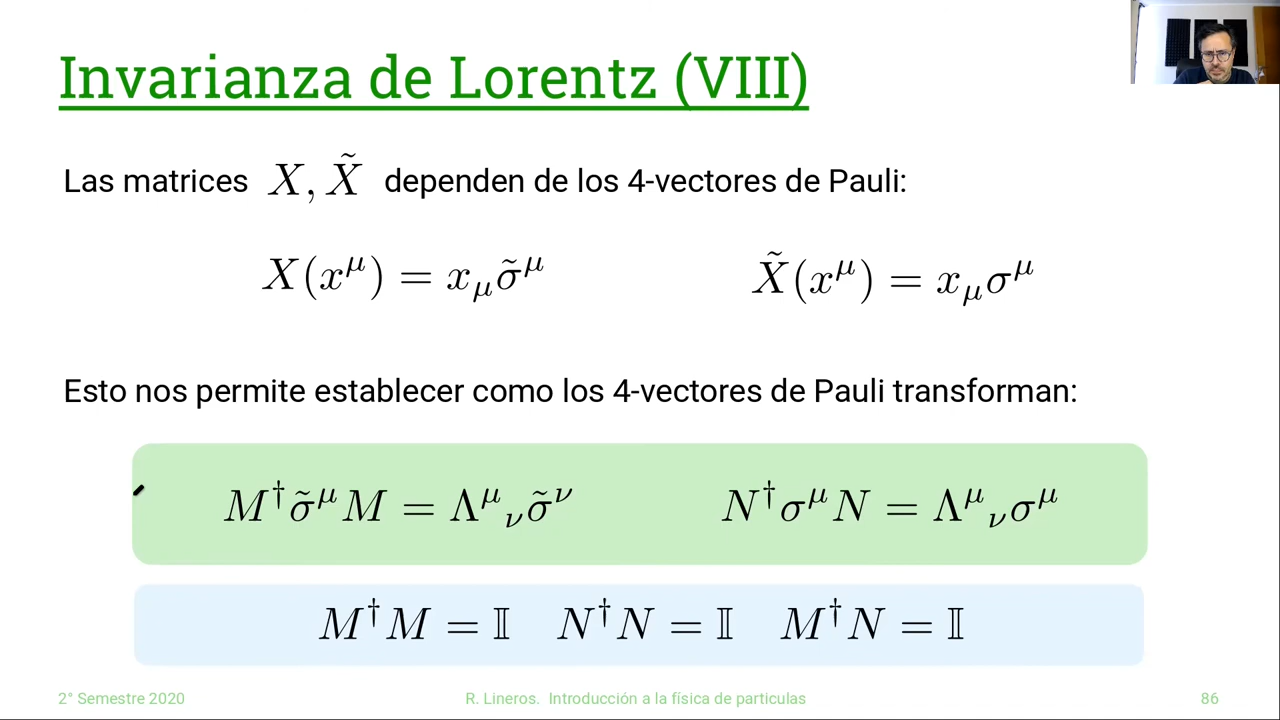 Invarianza de Lorentz (VIII)
Las matrices X, X̃ dependen de los 4-vectores de Pauli:
X(x^μ) = x_μ σ̃^μ X̃(x^μ) = x_μ σ^μ
Esto nos permite establecer como los 4-vectores de Pauli transforman:
M†σ̃^μ M = Λ^μ_ν σ̃^ν N†σ^μ N = Λ^μ_ν σ^μ
M†M = 𝕀 N†N = 𝕀 M†N = 𝕀
2° Semestre 2020 R. Lineros. Introducción a la física de particulas 86